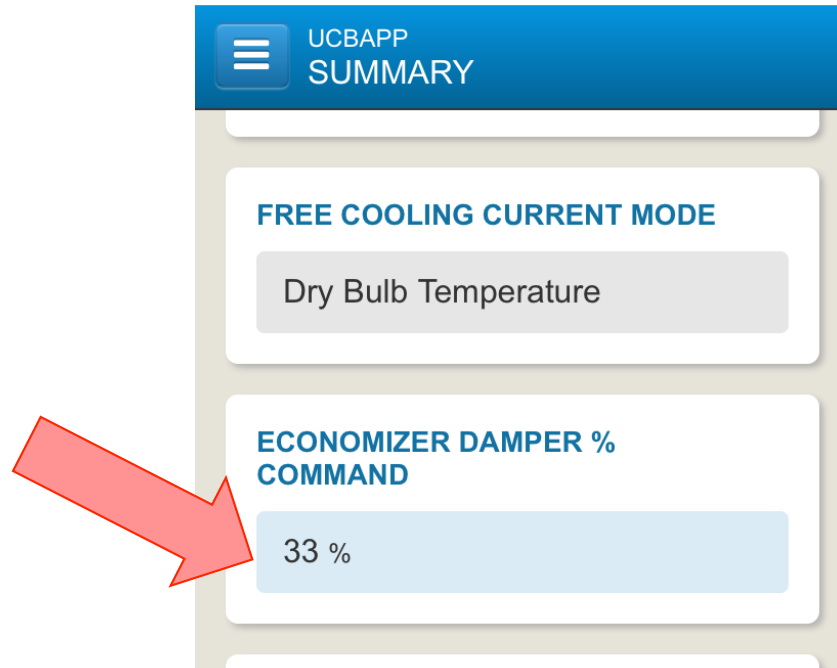 UCBAPP
SUMMARY
FREE COOLING CURRENT MODE
Dry Bulb Temperature
ECONOMIZER DAMPER %
COMMAND
33 %